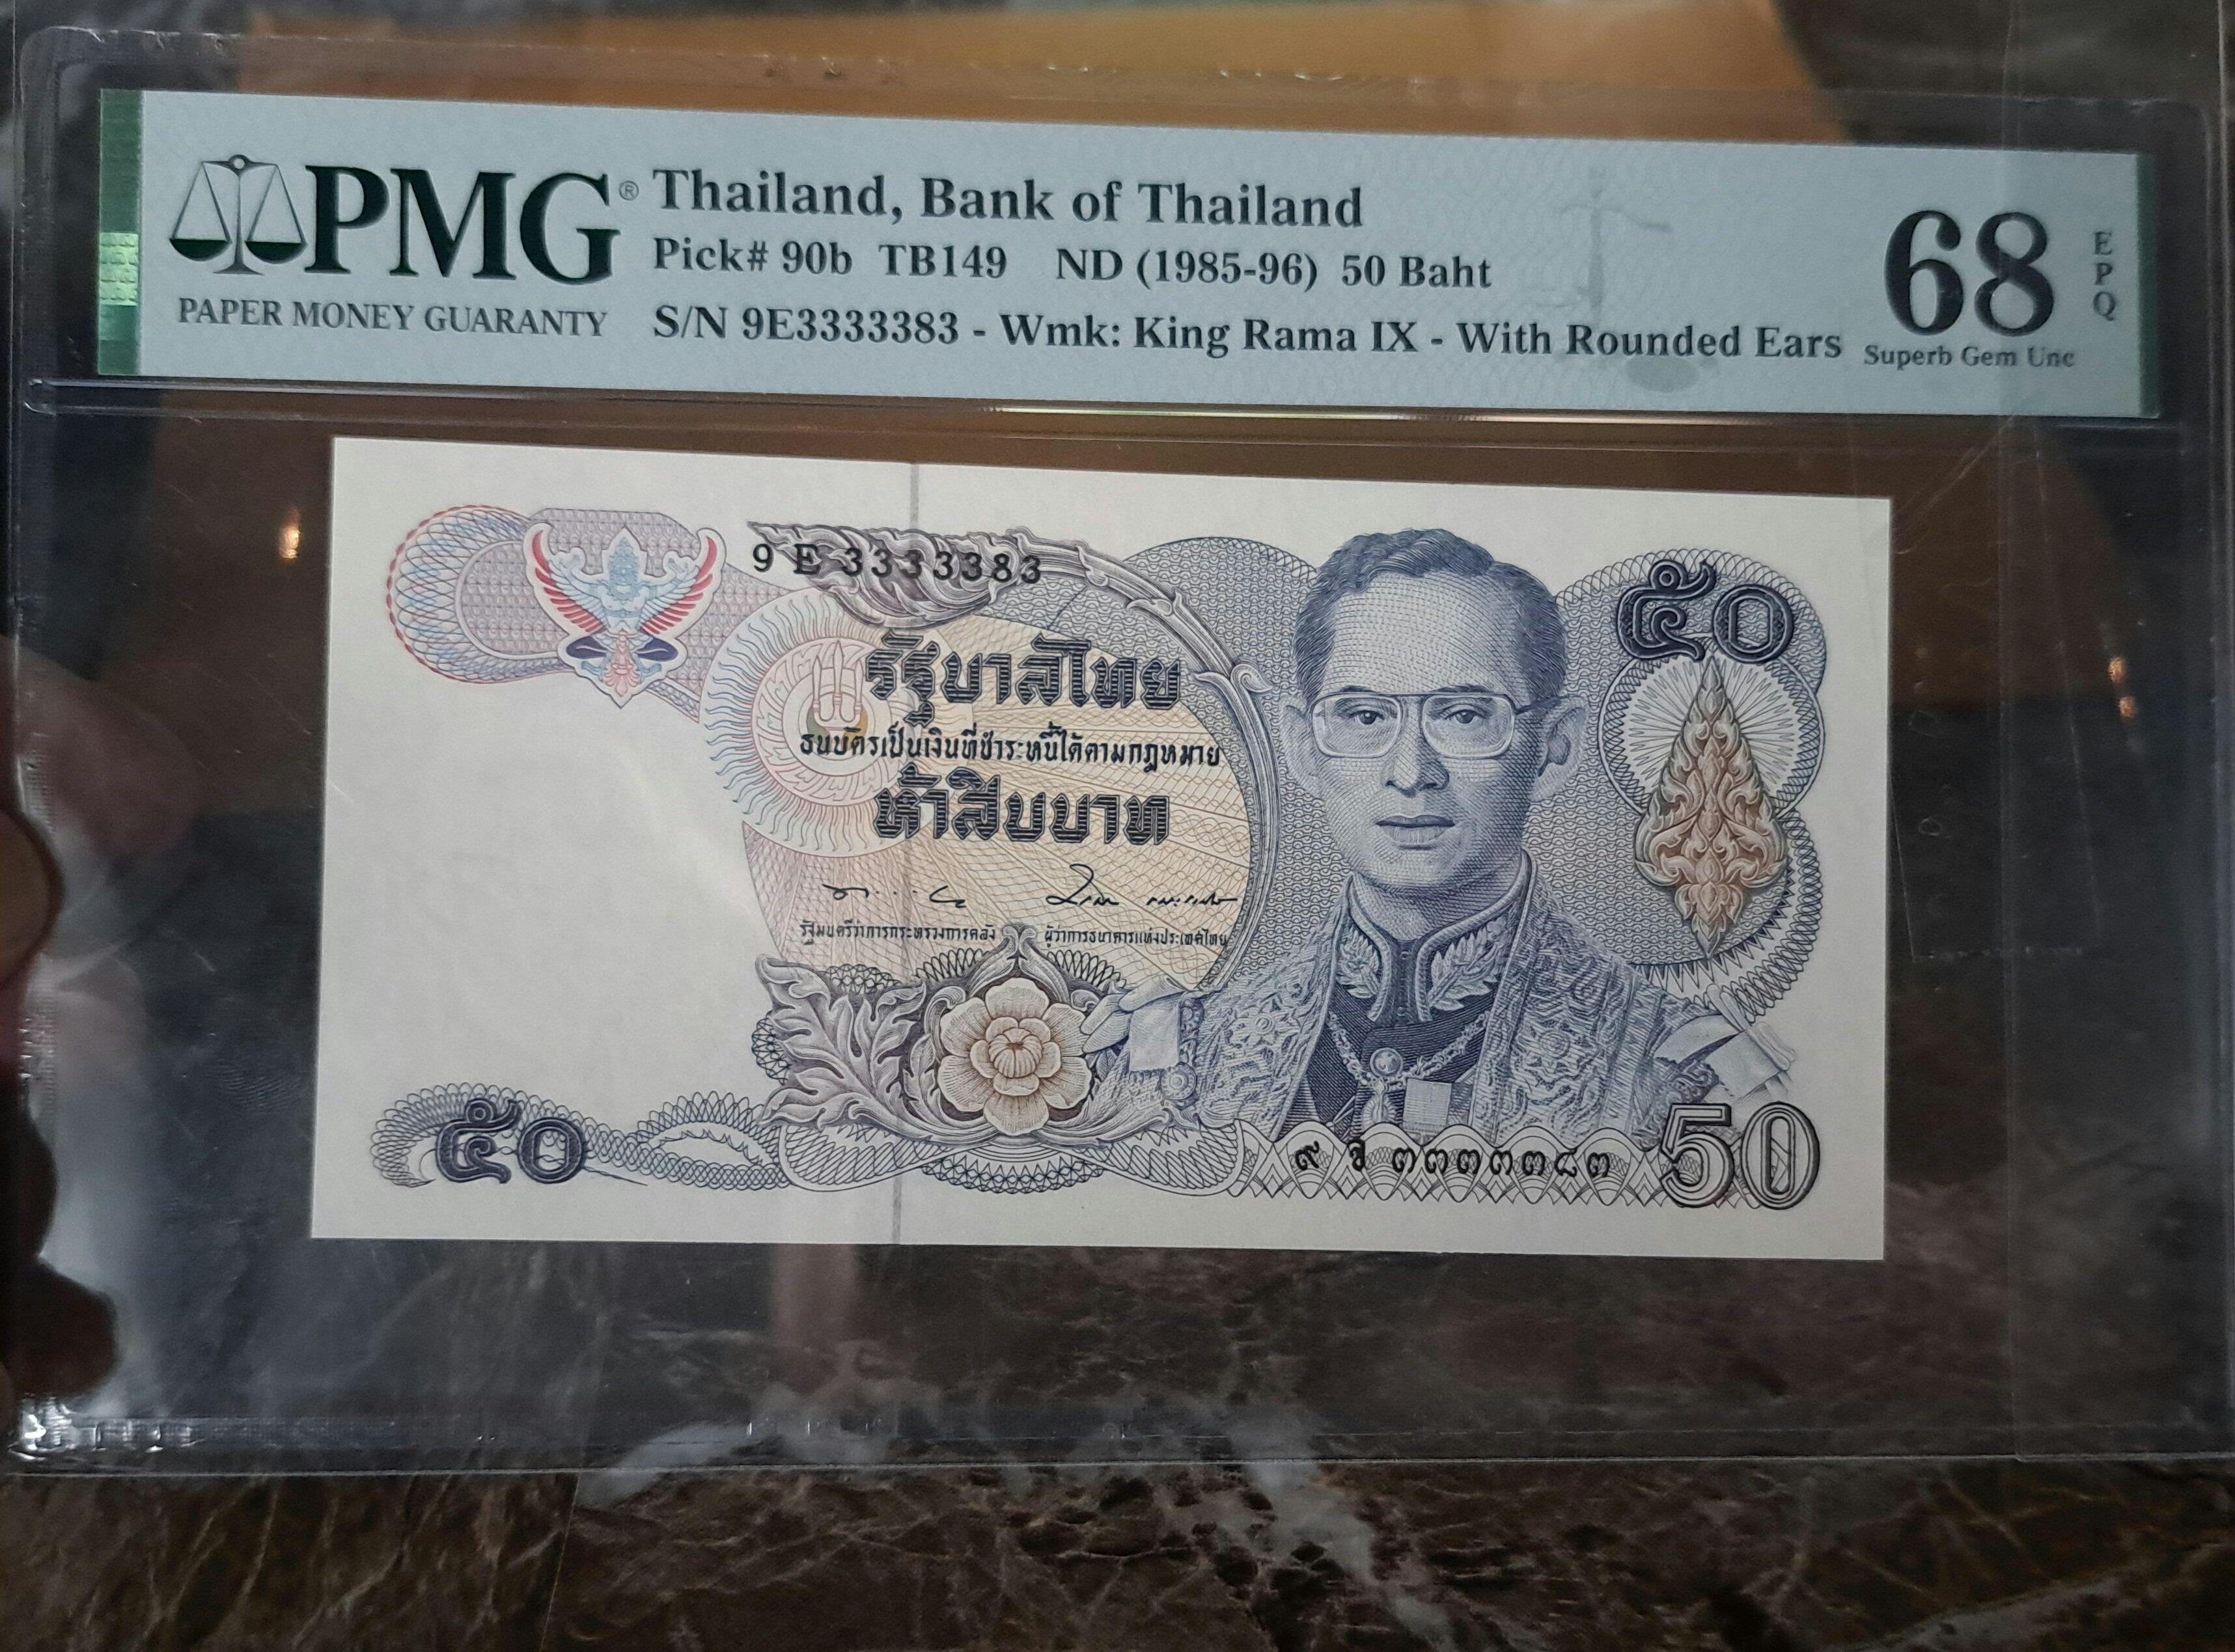 PMG®
PAPER MONEY GUARANTY
Thailand, Bank of Thailand
Pick# 90b TB149 ND (1985-96) 50 Baht
S/N 9E3333383 - Wmk: King Rama IX - With Rounded Ears
68
EPQ
Superb Gem Unc
9 E 3333383
๕๐
รัฐบาลไทย
ธนบัตรเป็นเงินที่ชำระหนี้ได้ตามกฎหมาย
ห้าสิบบาท
รัฐมนตรีว่าการกระทรวงการคลัง ผู้ว่าการธนาคารแห่งประเทศไทย
๕๐
๙ จ ๓๓๓๓๓๘๓
50